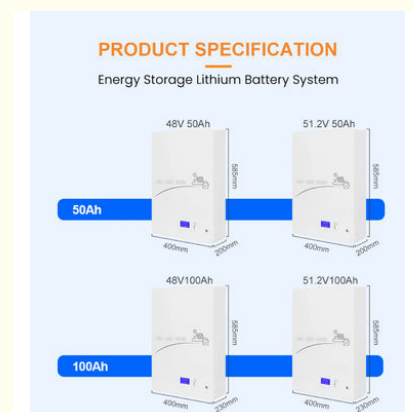 PRODUCT SPECIFICATION
Energy Storage Lithium Battery System
48V 50Ah
51.2V 50Ah
585mm
585mm
50Ah
400mm
200mm
400mm
200mm
48V100Ah
51.2V100Ah
585mm
585mm
100Ah
400mm
230mm
400mm
230mm